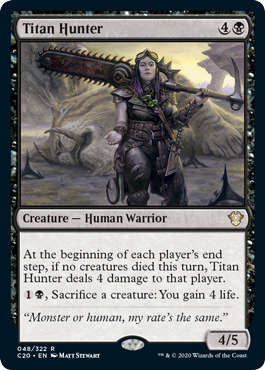 Titan Hunter 4
Creature — Human Warrior
At the beginning of each player's end
step, if no creatures died this turn, Titan
Hunter deals 4 damage to that player.
1, Sacrifice a creature: You gain 4 life.
"Monster or human, my rate's the same."
4/5
048/322 R
C20 • EN MATT STEWART
™ & © 2020 Wizards of the Coast